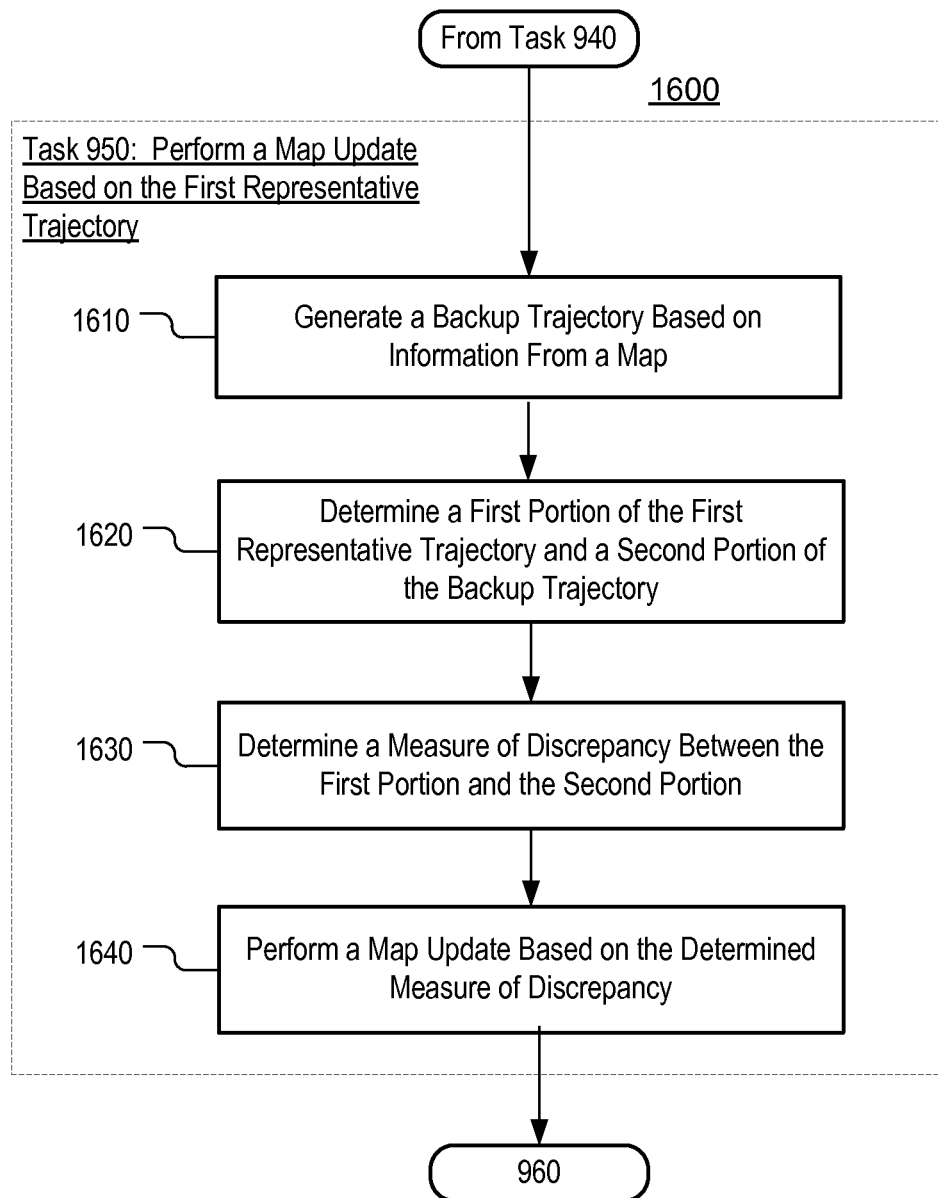 From Task 940
1600
Task 950: Perform a Map Update
Based on the First Representative
Trajectory
1610
Generate a Backup Trajectory Based on
Information From a Map
1620
Determine a First Portion of the First
Representative Trajectory and a Second Portion of
the Backup Trajectory
1630
Determine a Measure of Discrepancy Between the
First Portion and the Second Portion
1640
Perform a Map Update Based on the Determined
Measure of Discrepancy
960